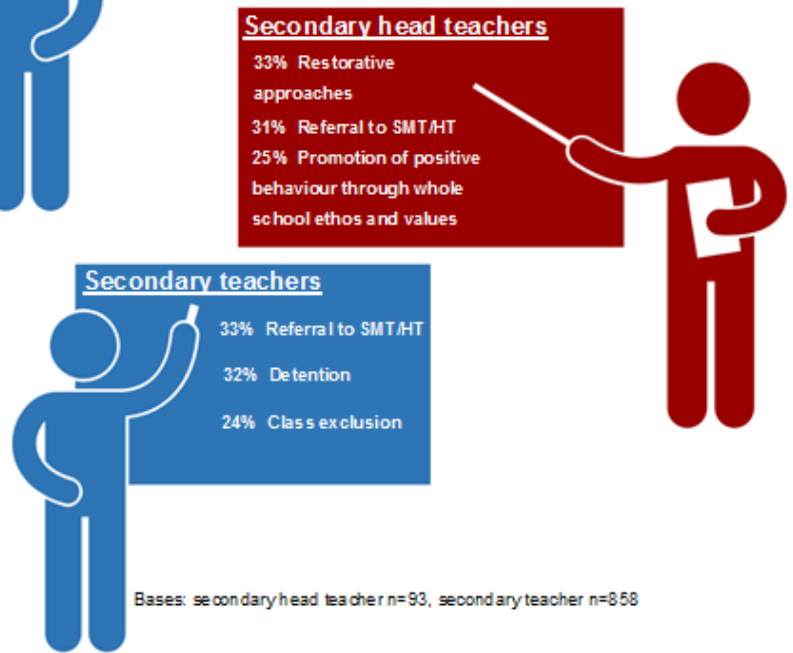 Secondary head teachers
33% Restorative
approaches
31% Referral to SMT/HT
25% Promotion of positive
behaviour through whole
school ethos and values
Secondary teachers
33% Referral to SMT/HT
32% Detention
24% Class exclusion
Bases: secondary head teacher n=93, secondary teacher n=858